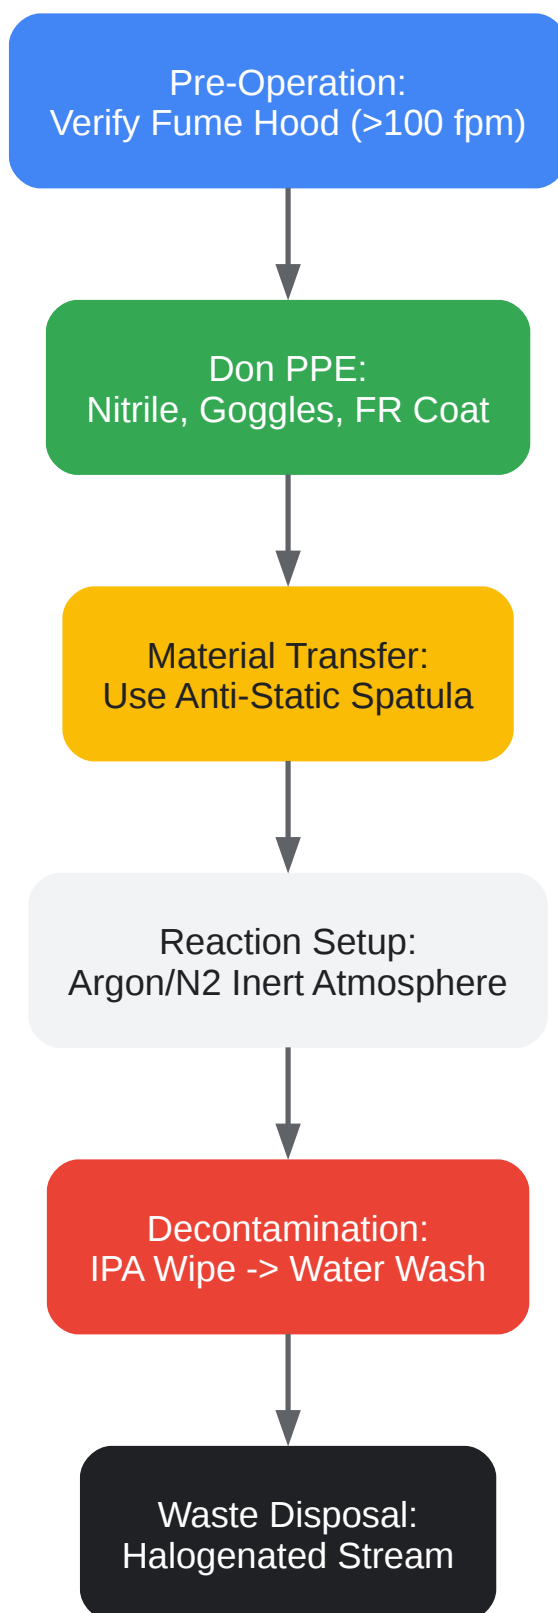 Pre-Operation:
Verify Fume Hood (>100 fpm)
Don PPE:
Nitrile, Goggles, FR Coat
Material Transfer:
Use Anti-Static Spatula
Reaction Setup:
Argon/N2 Inert Atmosphere
Decontamination:
IPA Wipe -> Water Wash
Waste Disposal:
Halogenated Stream